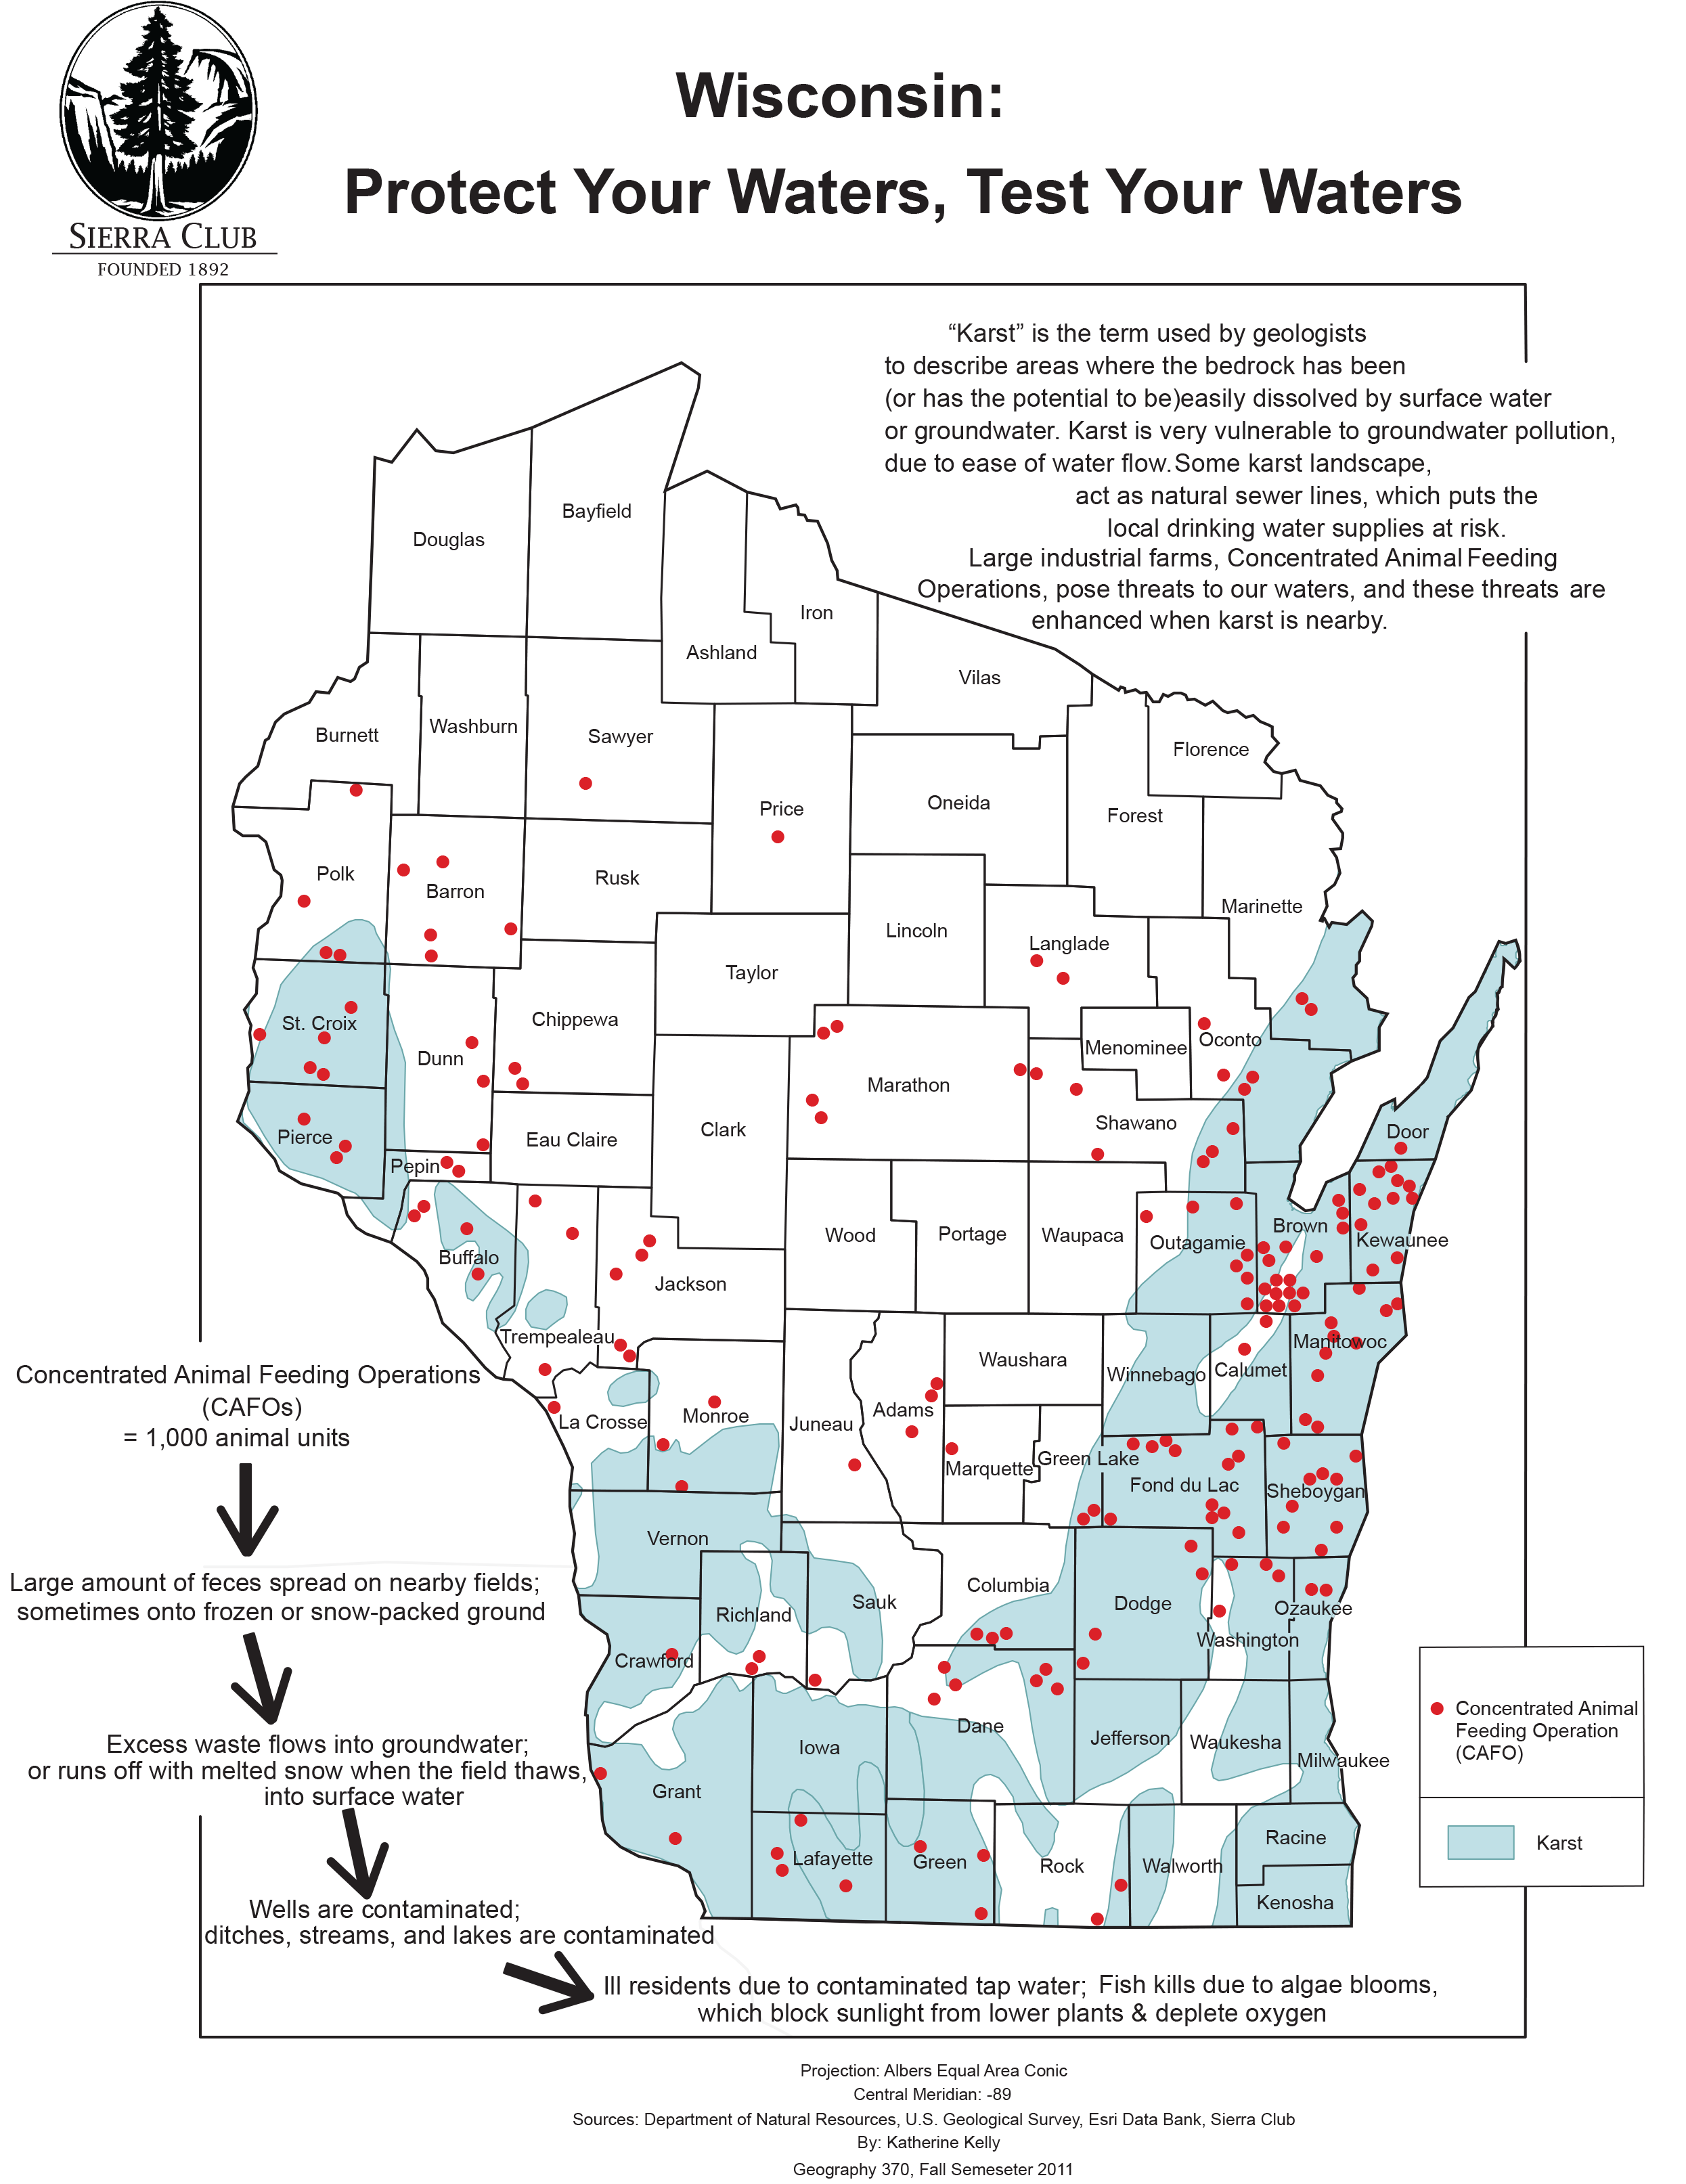 Wisconsin:
Protect Your Waters, Test Your Waters
SIERRA CLUB
FOUNDED 1892
“Karst” is the term used by geologists
to describe areas where the bedrock has been
(or has the potential to be)easily dissolved by surface water
or groundwater. Karst is very vulnerable to groundwater pollution,
due to ease of water flow.Some karst landscape,
act as natural sewer lines, which puts the
local drinking water supplies at risk.
Large industrial farms, Concentrated Animal Feeding
Operations, pose threats to our waters, and these threats are
enhanced when karst is nearby.
Douglas
Bayfield
Ashland
Iron
Vilas
Burnett
Washburn
Sawyer
Florence
Price
Oneida
Forest
Polk
Barron
Rusk
Marinette
Lincoln
Langlade
Taylor
St. Croix
Chippewa
Dunn
Menominee
Oconto
Marathon
Shawano
Clark
Door
Pierce
Eau Claire
Pepin
Wood
Portage
Waupaca
Outagamie
Brown
Kewaunee
Buffalo
Jackson
Trempealeau
Waushara
Winnebago
Calumet
Manitowoc
La Crosse
Monroe
Juneau
Adams
Marquette
Green Lake
Fond du Lac
Sheboygan
Vernon
Columbia
Dodge
Ozaukee
Richland
Sauk
Washington
Crawford
Dane
Jefferson
Waukesha
Milwaukee
Iowa
Grant
Lafayette
Green
Rock
Walworth
Racine
Kenosha
Concentrated Animal Feeding Operations
(CAFOs)
= 1,000 animal units
Large amount of feces spread on nearby fields;
sometimes onto frozen or snow-packed ground
Excess waste flows into groundwater;
or runs off with melted snow when the field thaws,
into surface water
Wells are contaminated;
ditches, streams, and lakes are contaminated
Ill residents due to contaminated tap water; Fish kills due to algae blooms,
which block sunlight from lower plants & deplete oxygen
Concentrated Animal
Feeding Operation
(CAFO)
Karst
Projection: Albers Equal Area Conic
Central Meridian: -89
Sources: Department of Natural Resources, U.S. Geological Survey, Esri Data Bank, Sierra Club
By: Katherine Kelly
Geography 370, Fall Semeseter 2011